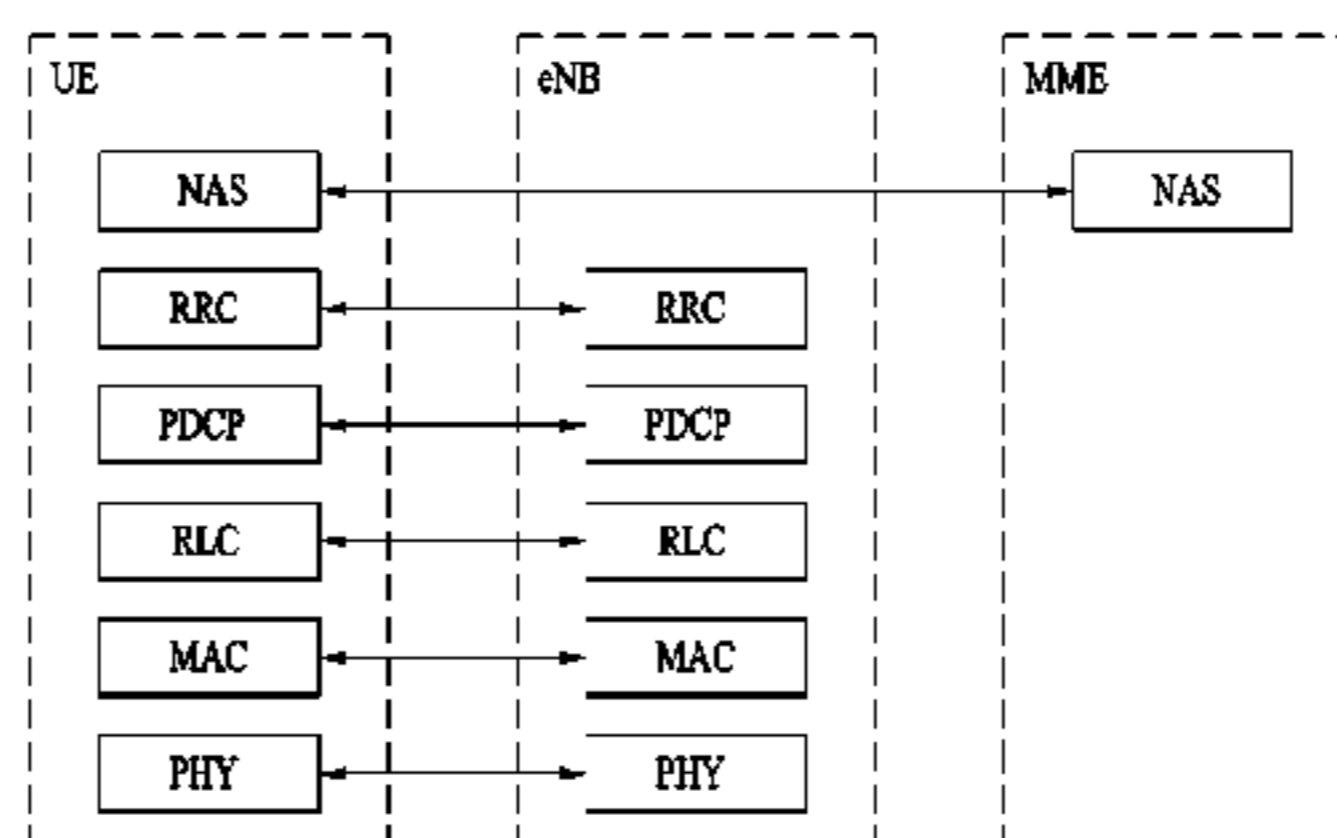 UE eNB MME
NAS NAS
RRC RRC
PDCP PDCP
RLC RLC
MAC MAC
PHY PHY